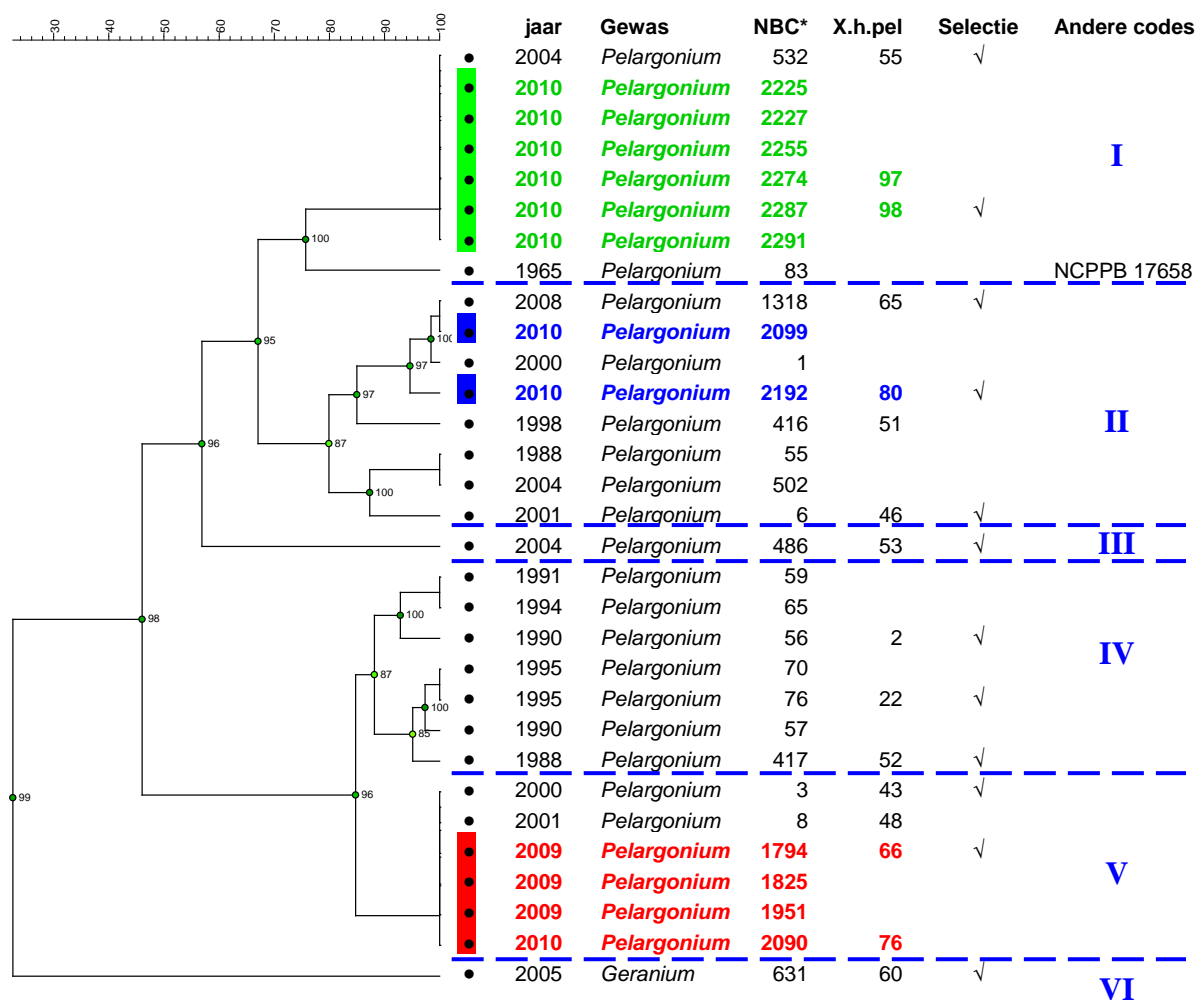 30 40 50 60 70 80 90 100
jaar Gewas NBC* X.h.pel Selectie Andere codes
2004 Pelargonium 532 55 √
2010 Pelargonium 2225
2010 Pelargonium 2227
2010 Pelargonium 2255
I
2010 Pelargonium 2274 97
2010 Pelargonium 2287 98 √
2010 Pelargonium 2291
100
1965 Pelargonium 83 NCPPB 17658
2008 Pelargonium 1318 65 √
2010 Pelargonium 2099
100
95
2000 Pelargonium 1
97
2010 Pelargonium 2192 80 √
97
1998 Pelargonium 416 51
II
87
96
1988 Pelargonium 55
2004 Pelargonium 502
100
2001 Pelargonium 6 46 √
2004 Pelargonium 486 53 √ III
1991 Pelargonium 59
1994 Pelargonium 65
100
98
1990 Pelargonium 56 2 √
IV
1995 Pelargonium 70
87
1995 Pelargonium 76 22 √
100
1990 Pelargonium 57
85
1988 Pelargonium 417 52 √
2000 Pelargonium 3 43 √
96
99
2001 Pelargonium 8 48
2009 Pelargonium 1794 66 √
V
2009 Pelargonium 1825
2009 Pelargonium 1951
2010 Pelargonium 2090 76
2005 Geranium 631 60 √
VI